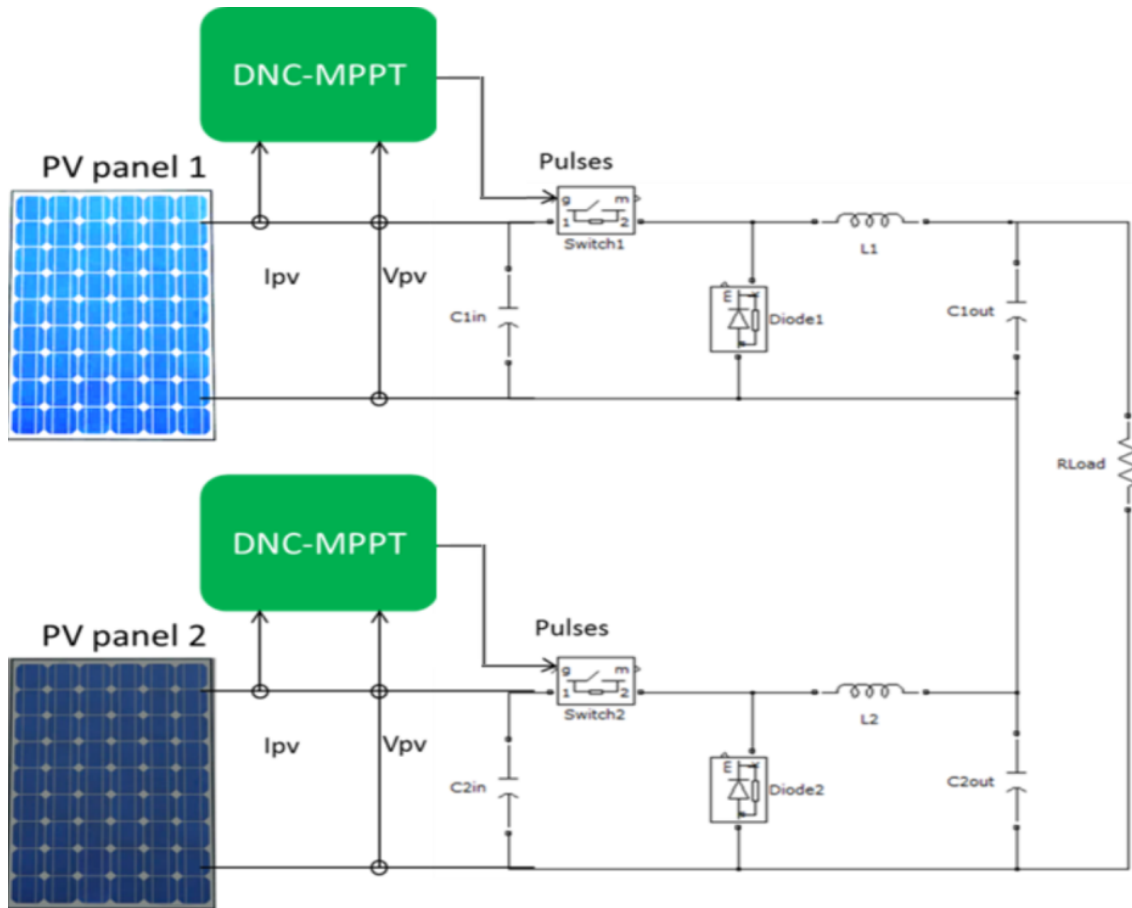 DNC-MPPT
PV panel 1
Pulses
g m
1 2
Switch1
Ipv
Vpv
C1in
m
Diode1
L1
C1out
RLoad
DNC-MPPT
PV panel 2
Pulses
g m
1 2
Switch2
Ipv
Vpv
C2in
m
Diode2
L2
C2out